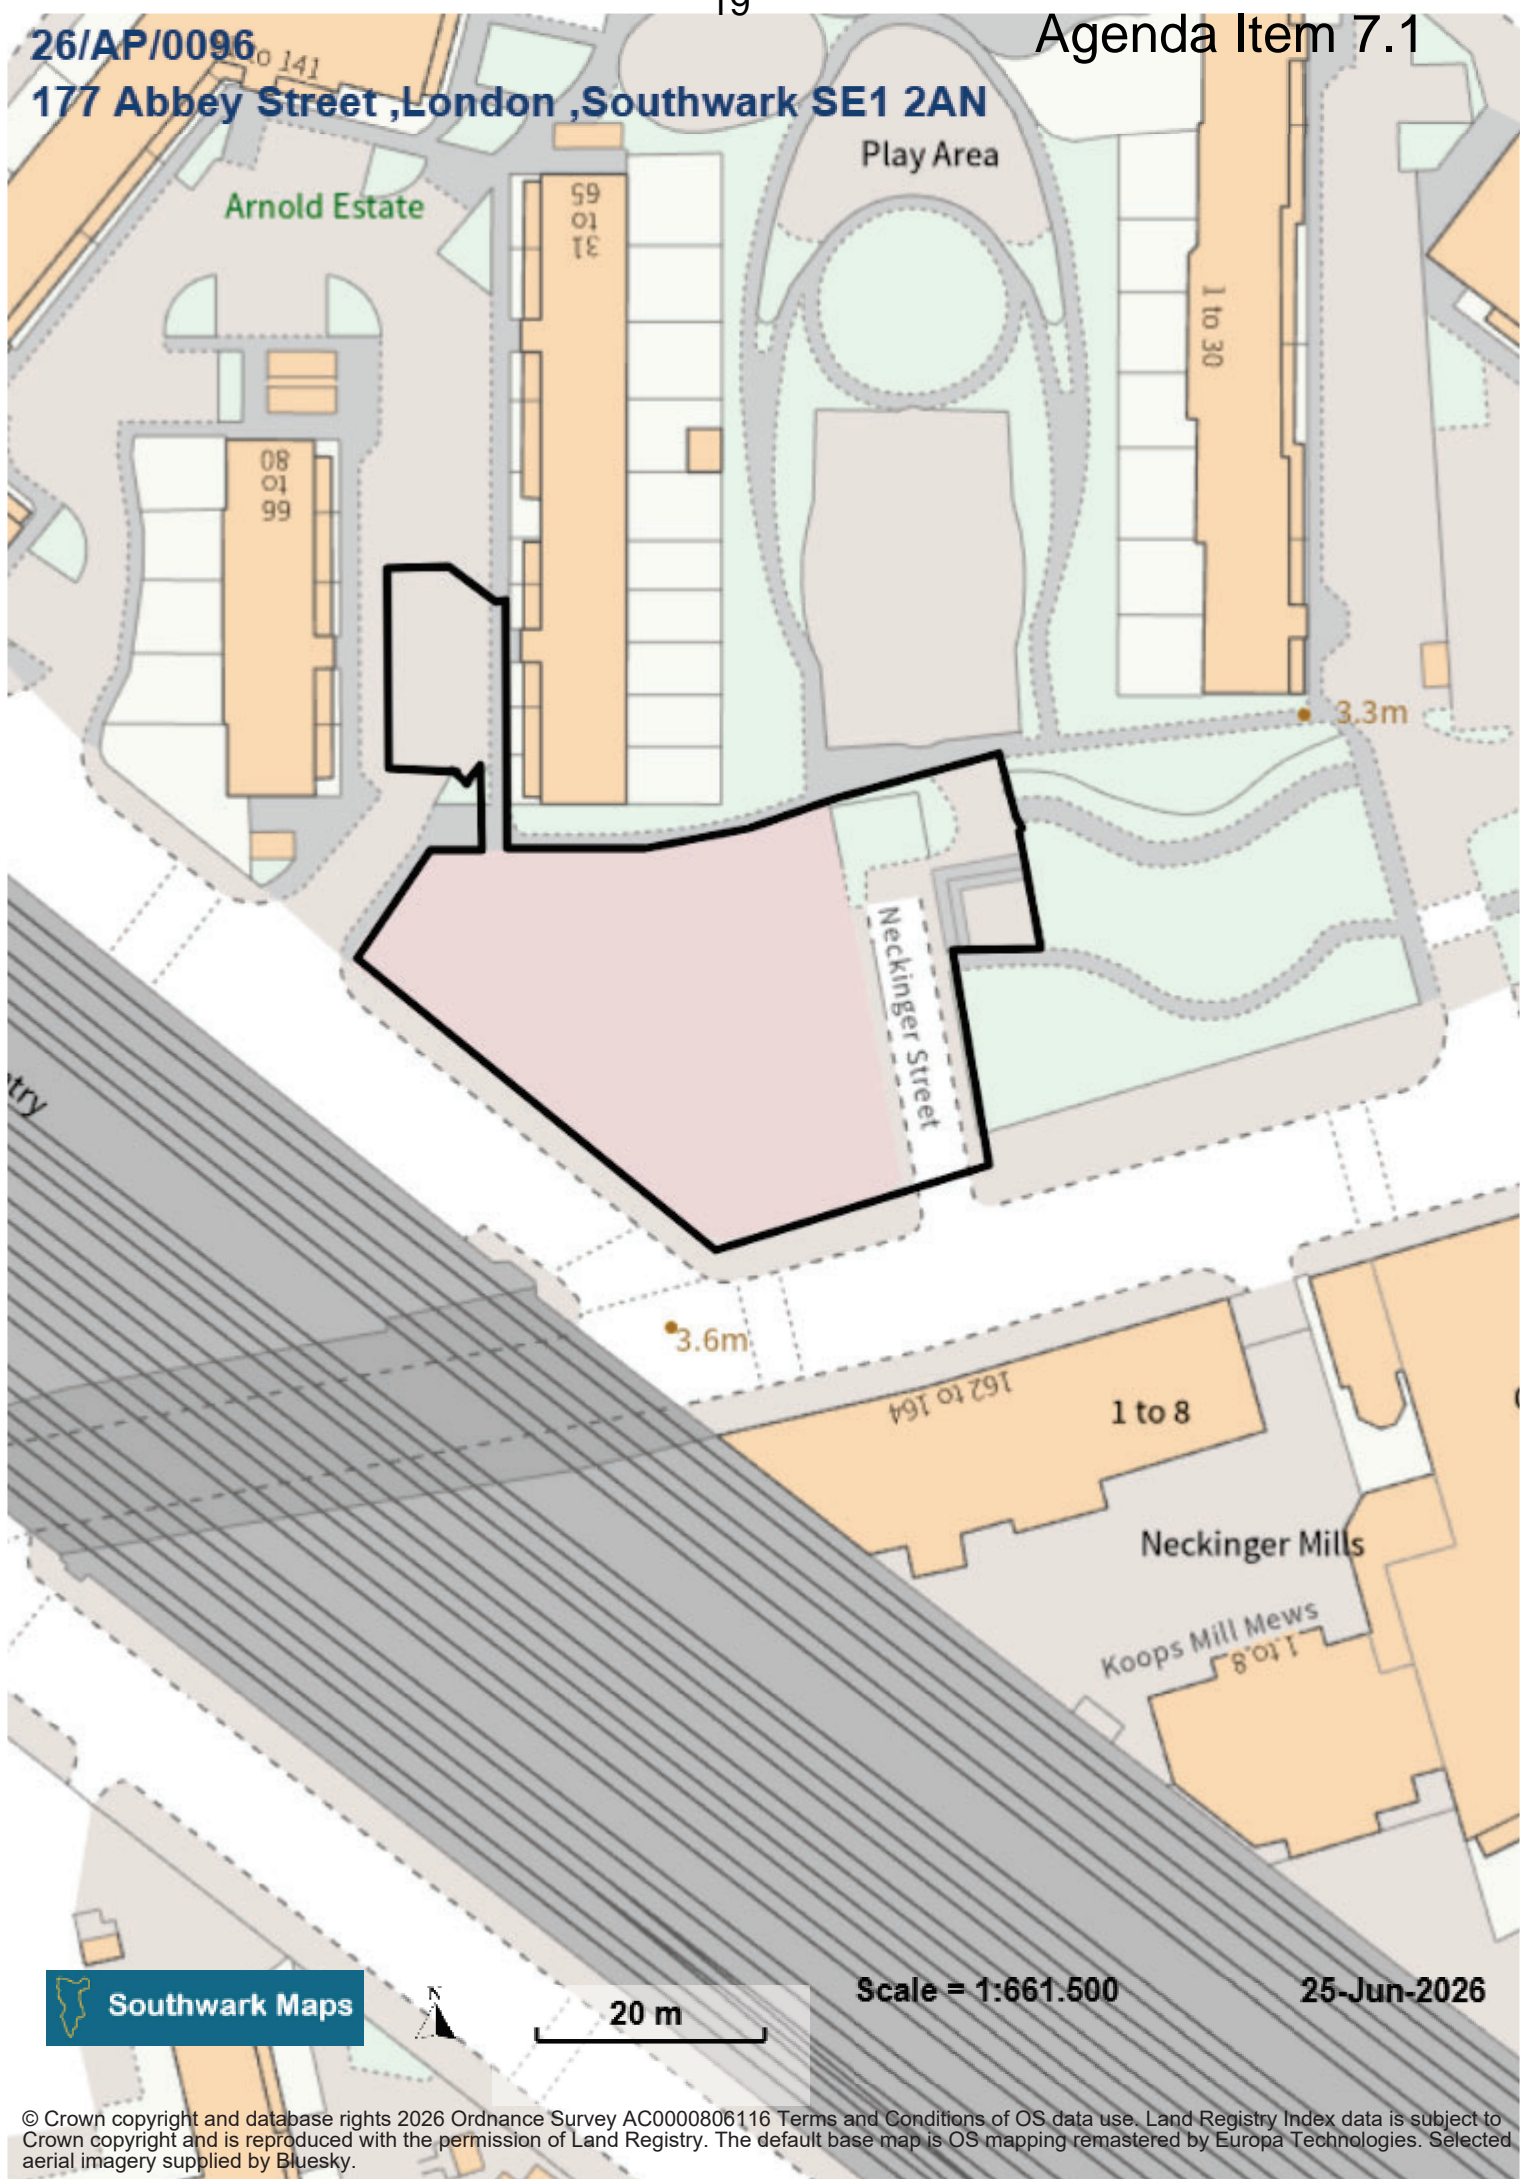 19
Agenda Item 7.1
26/AP/0096
to 141
177 Abbey Street ,London ,Southwark SE1 2AN
Play Area
Arnold Estate
31
to
65
1 to 30
66
to
80
3.3m
Neckinger Street
try
3.6m
162 to 164
1 to 8
Neckinger Mills
Koops Mill Mews
1 to 8
Southwark Maps
N
20 m
Scale = 1:661.500
25-Jun-2026
© Crown copyright and database rights 2026 Ordnance Survey AC0000806116 Terms and Conditions of OS data use. Land Registry Index data is subject to
Crown copyright and is reproduced with the permission of Land Registry. The default base map is OS mapping remastered by Europa Technologies. Selected
aerial imagery supplied by Bluesky.